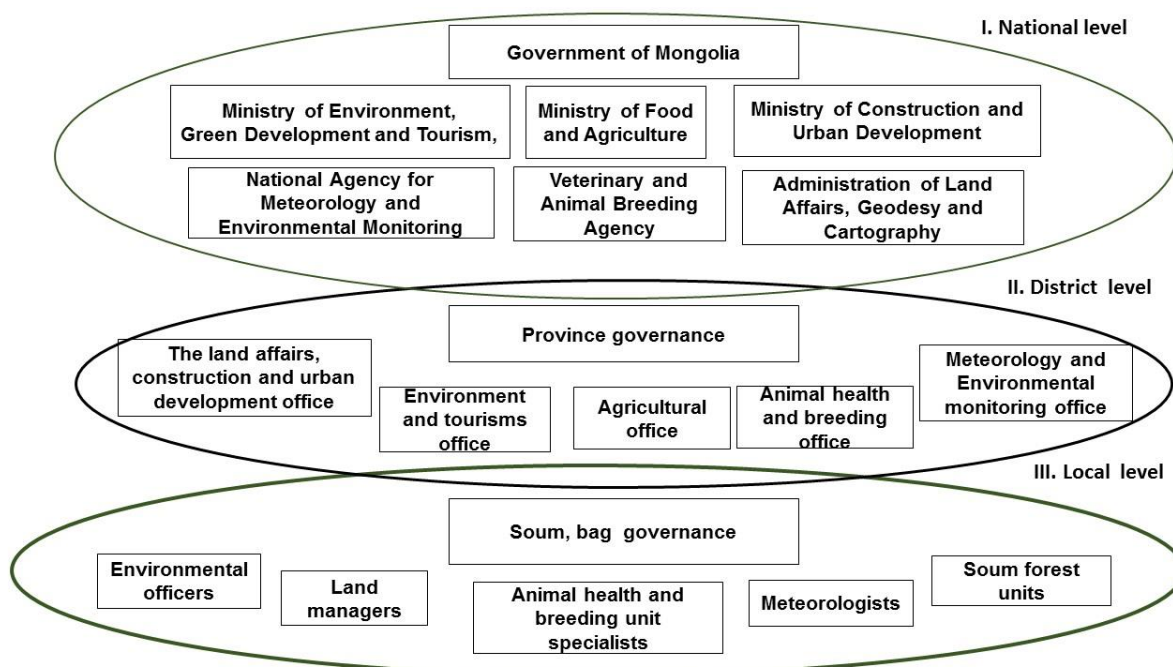 I. National level
Government of Mongolia
Ministry of Environment,
Green Development and Tourism,
Ministry of Food
and Agriculture
Ministry of Construction and
Urban Development
National Agency for
Meteorology and
Environmental Monitoring
Veterinary and
Animal Breeding
Agency
Administration of Land
Affairs, Geodesy and
Cartography
II. District level
Province governance
The land affairs,
construction and urban
development office
Environment
and tourisms
office
Agricultural
office
Animal health
and breeding
office
Meteorology and
Environmental
monitoring office
III. Local level
Soum, bag governance
Environmental
officers
Land
managers
Animal health and
breeding unit
specialists
Meteorologists
Soum forest
units